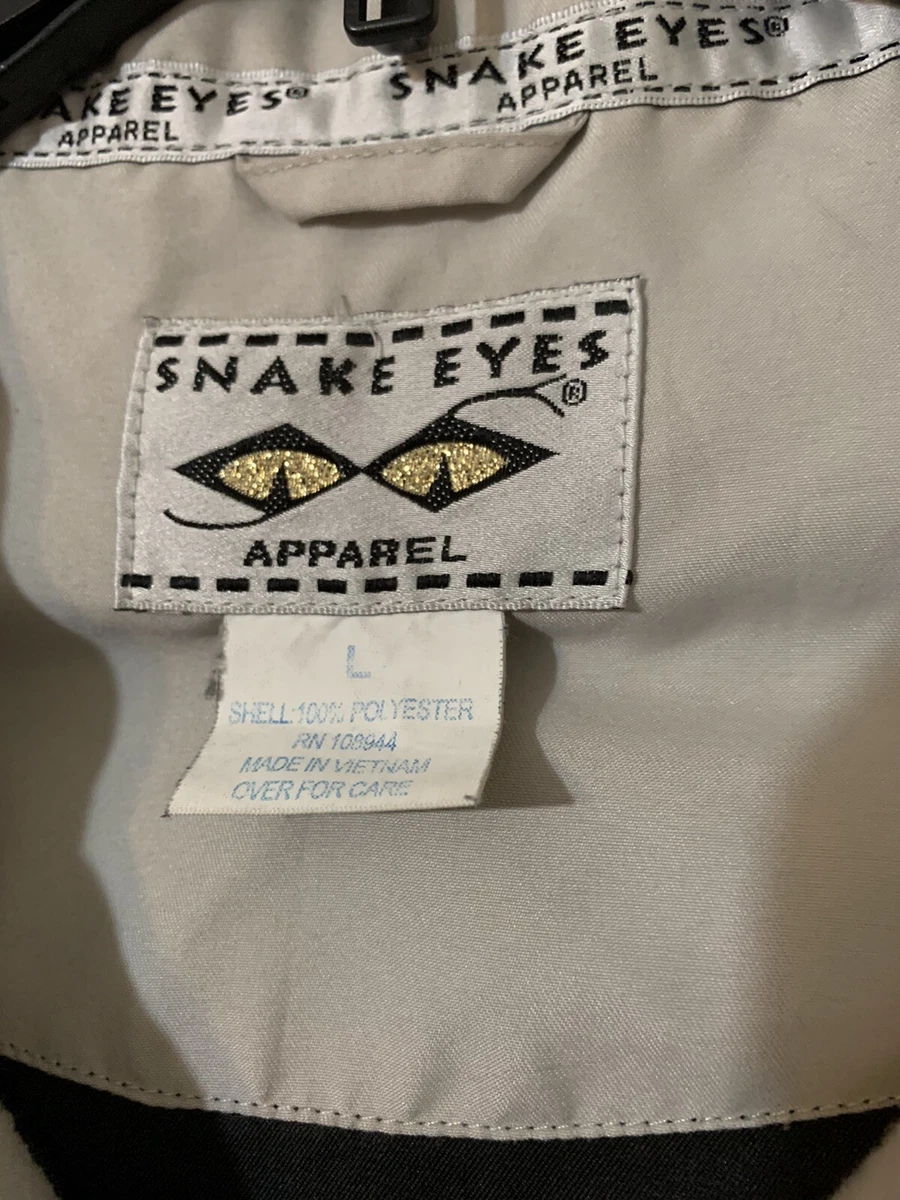 SNAKE EYES®
APPAREL
AKE EYES®
APPAREL
SNAKE EYES
®
APPAREL
L
SHELL:100% POLYESTER
RN 108944
MADE IN VIETNAM
OVER FOR CARE